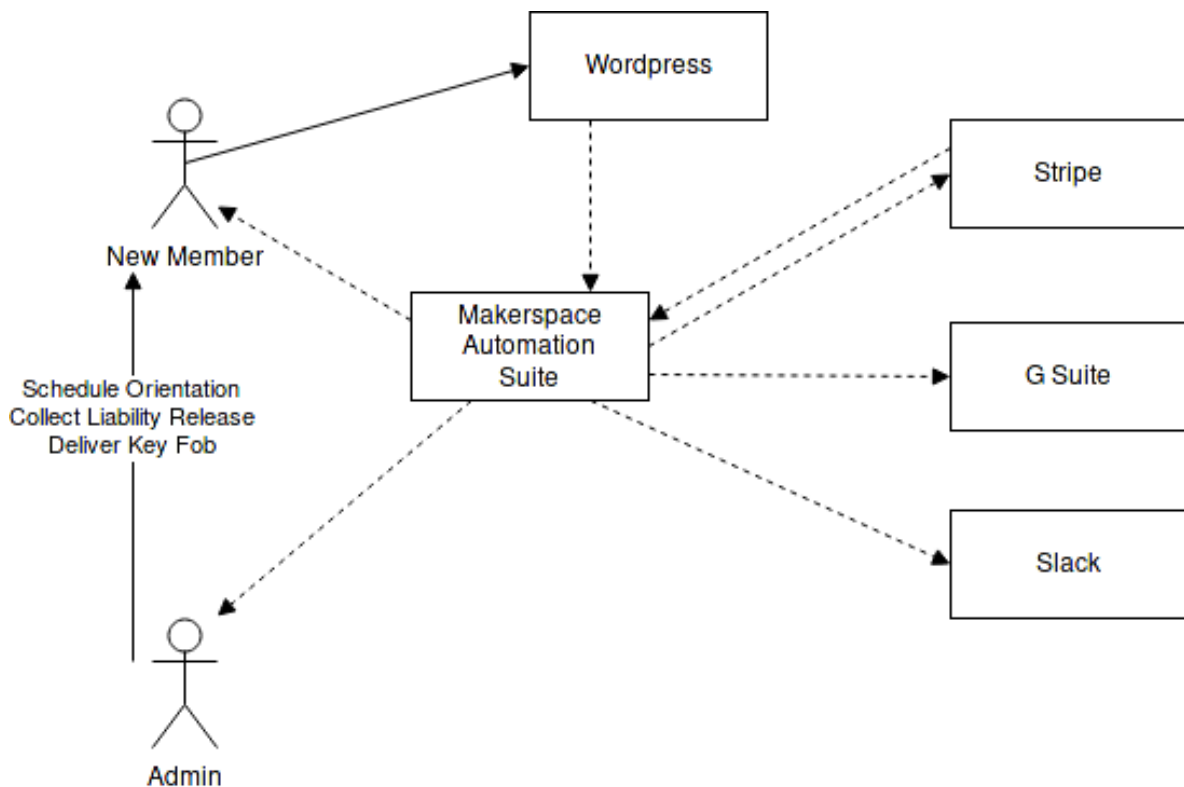 Wordpress
Stripe
New Member
Makerspace
Automation
Suite
G Suite
Schedule Orientation
Collect Liability Release
Deliver Key Fob
Slack
Admin